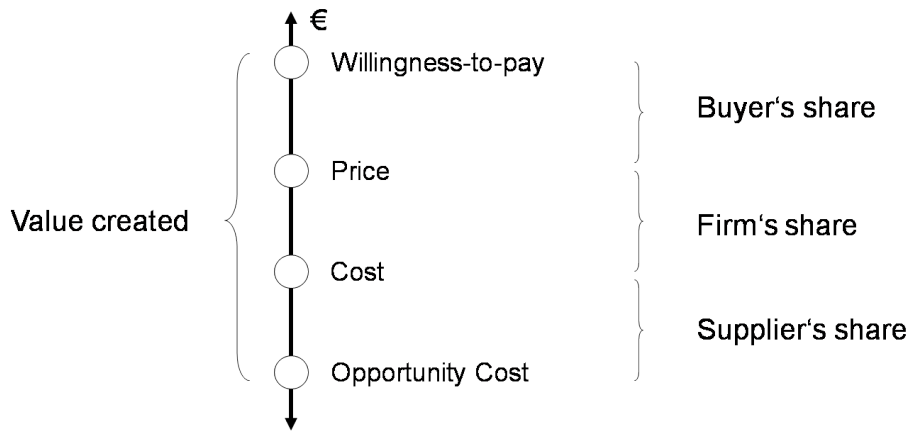 €
Willingness-to-pay
Buyer‘s share
Price
Value created
Firm‘s share
Cost
Supplier‘s share
Opportunity Cost